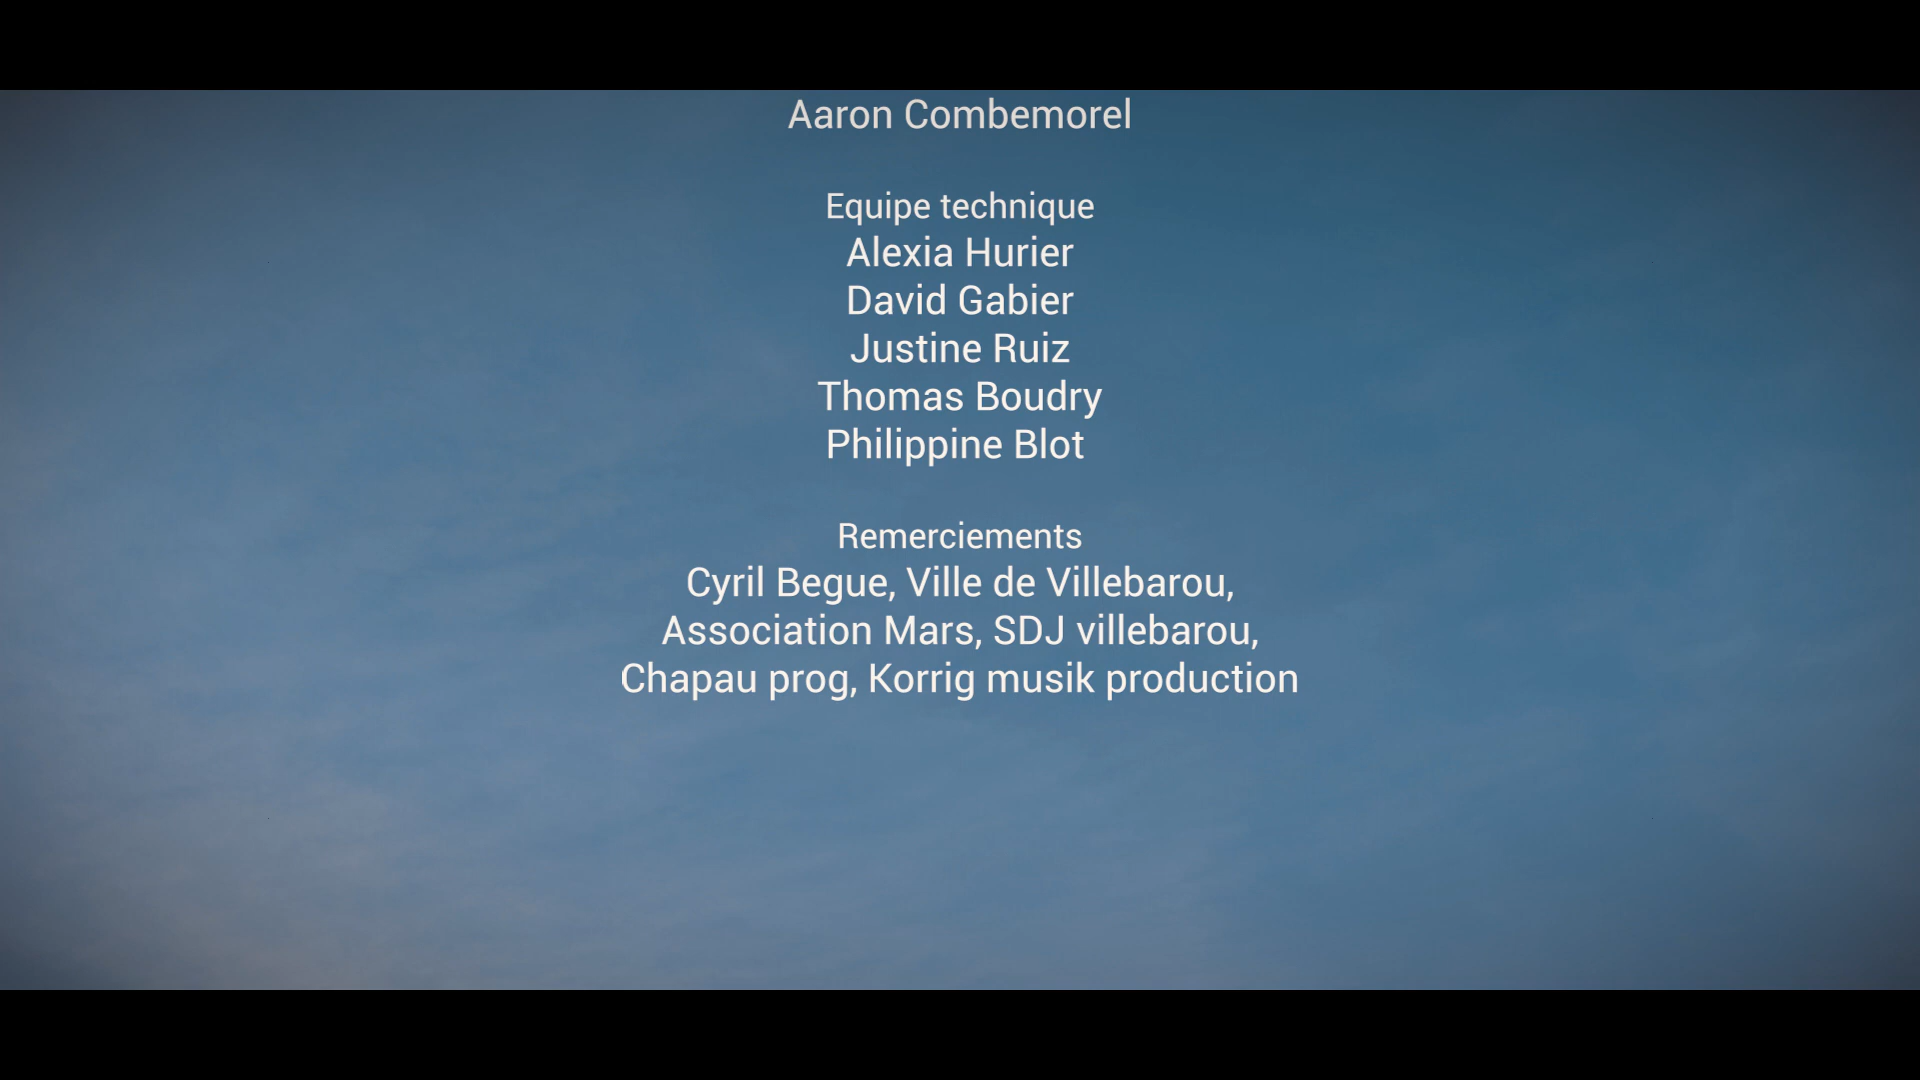 Aaron Combemorel
Equipe technique
Alexia Hurier
David Gabier
Justine Ruiz
Thomas Boudry
Philippine Blot
Remerciements
Cyril Begue, Ville de Villebarou,
Association Mars, SDJ villebarou,
Chapau prog, Korrig musik production